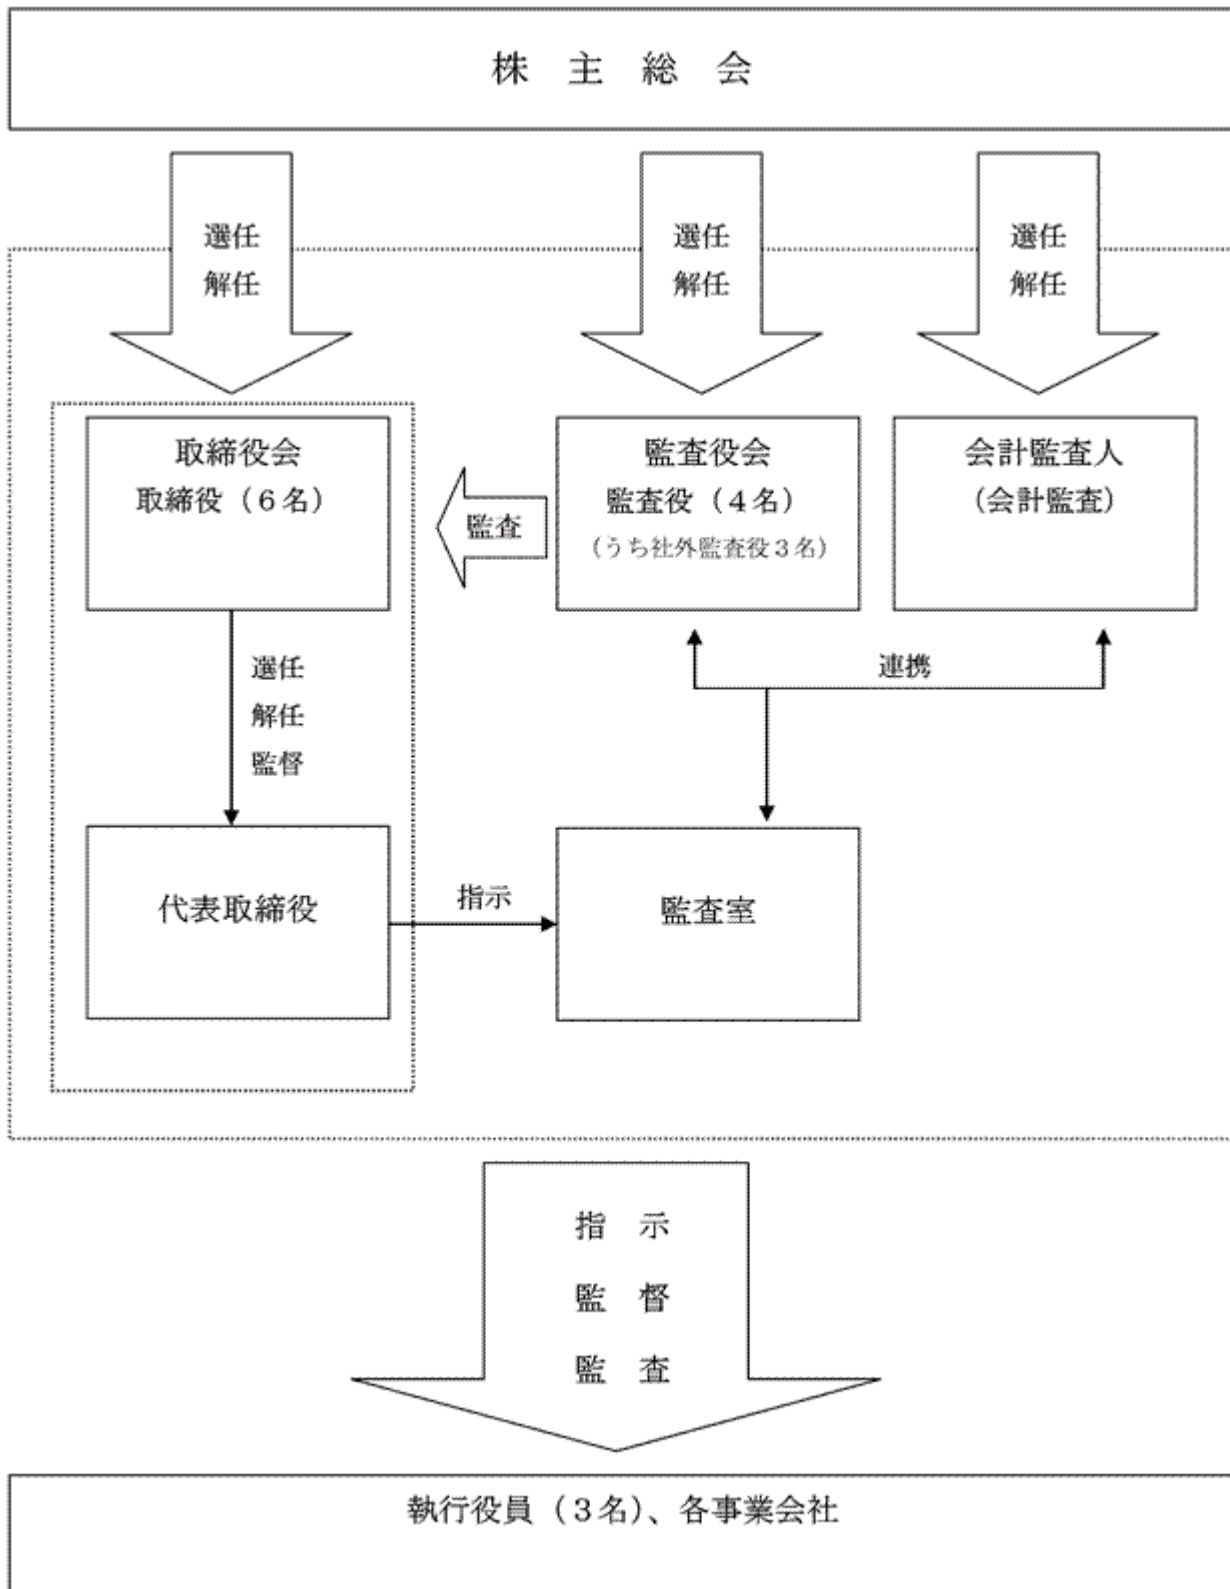 株　主　総　会
選任
解任
選任
解任
選任
解任
取締役会
取締役（６名）
監査
監査役会
監査役（４名）
（うち社外監査役３名）
会計監査人
（会計監査）
選任
解任
監督
連携
代表取締役
指示
監査室
指　示
監　督
監　査
執行役員（３名）、各事業会社